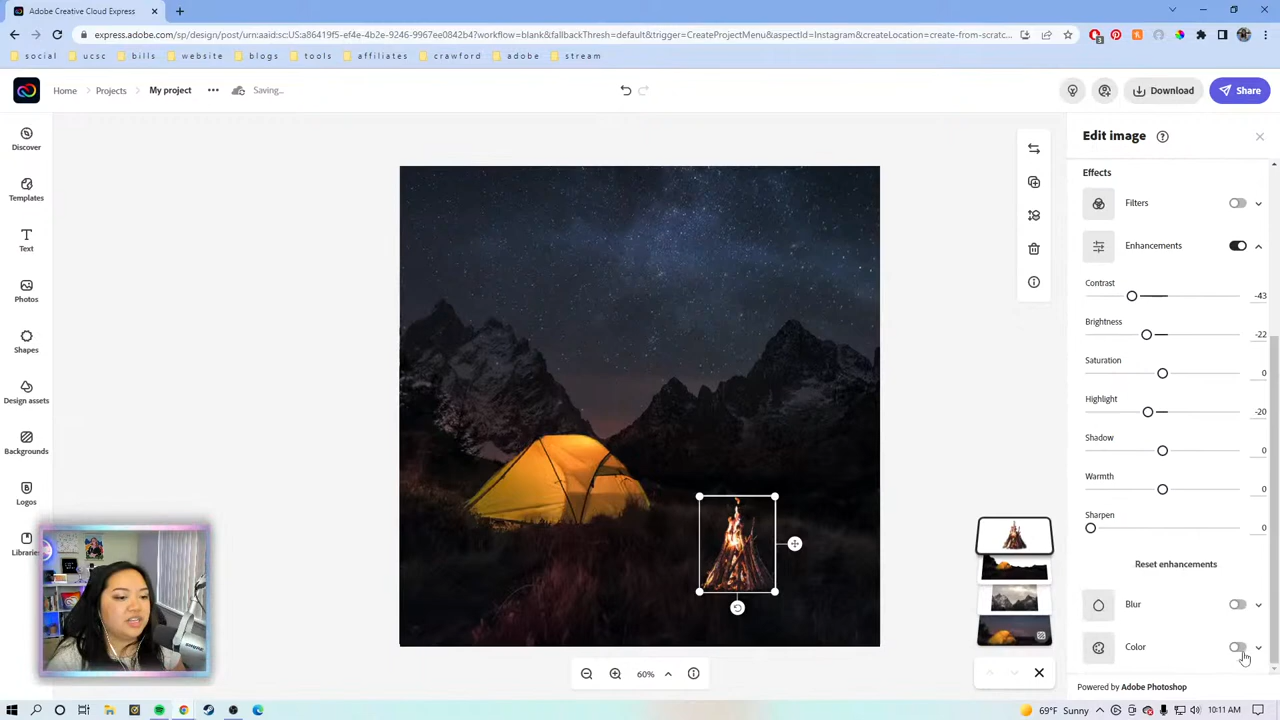 Adobe Creative Cloud Express
express.adobe.com/sp/design/post/urn:aaid:sc:US:a86419f5-ef4e-4b2e-9246-9967ee0842b4?workflow=blank&fallbackThresh=default&trigger=CreateProjectMenu&aspectId=Instagram&createLocation=create-from-scratc...
social ucsc bills website blogs tools affiliates crawford adobe stream
Home Projects My project Saving... Download Share
Discover
Templates
Text
Photos
Shapes
Design assets
Backgrounds
Logos
Libraries
Edit image
Effects
Filters
Enhancements
Contrast
-43
Brightness
-22
Saturation
0
Highlight
-20
Shadow
0
Warmth
0
Sharpen
0
Reset enhancements
Blur
Color
Powered by Adobe Photoshop
60%
69°F Sunny 10:11 AM